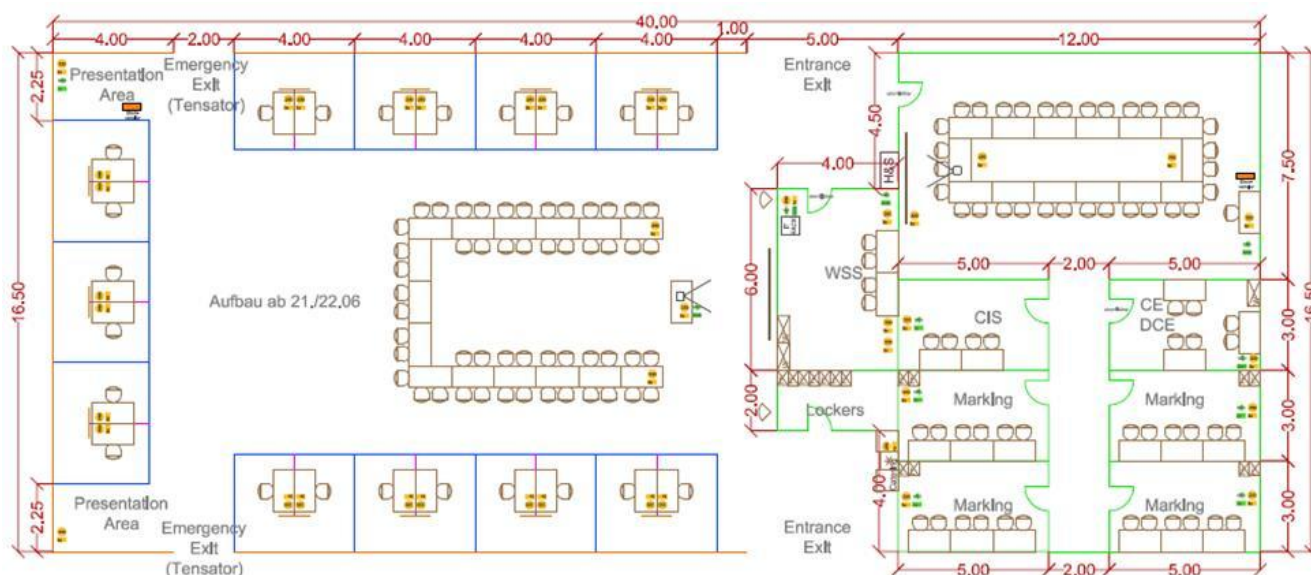 40.00
1.00
4.00
2.00
4.00
4.00
4.00
4.00
5.00
12.00
2.25
Presentation
Area
Emergency
Exit
(Tensator)
Entrance
Exit
4.50
4.00
H&S
7.50
16.50
Aufbau ab 21./22.06
6.00
WSS
5.00
2.00
5.00
CIS
CE
DCE
3.00
16.50
2.00
Lockers
Marking
Marking
3.00
4.00
Marking
Marking
3.00
2.25
Presentation
Area
Emergency
Exit
(Tensator)
Entrance
Exit
5.00
2.00
5.00